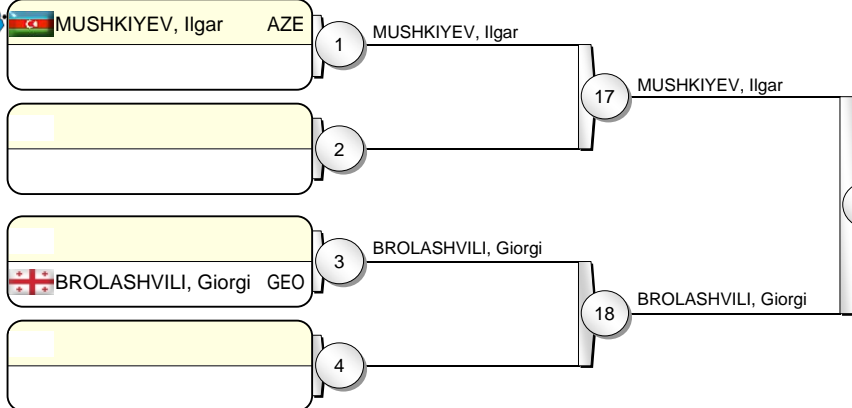 MUSHKIYEV, Ilgar AZE
1
MUSHKIYEV, Ilgar
17
MUSHKIYEV, Ilgar
2
3
BROLASHVILI, Giorgi
BROLASHVILI, Giorgi GEO
18
BROLASHVILI, Giorgi
4